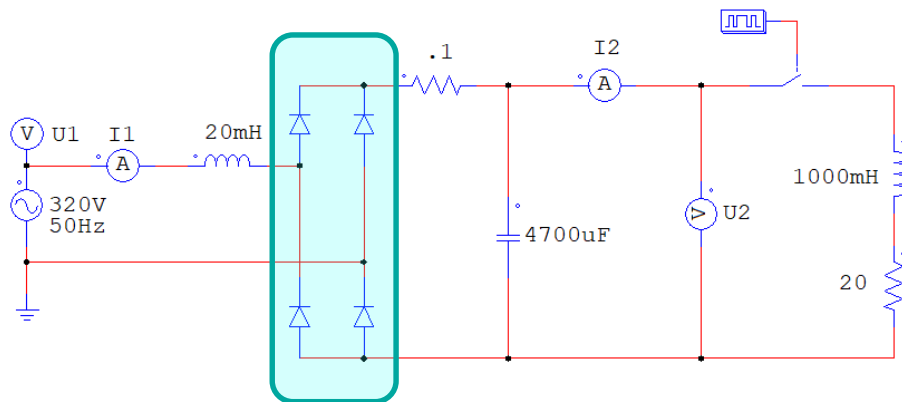 .1
I2
A
V
U1
I1
A
20mH
320V
50Hz
4700uF
V
U2
1000mH
20